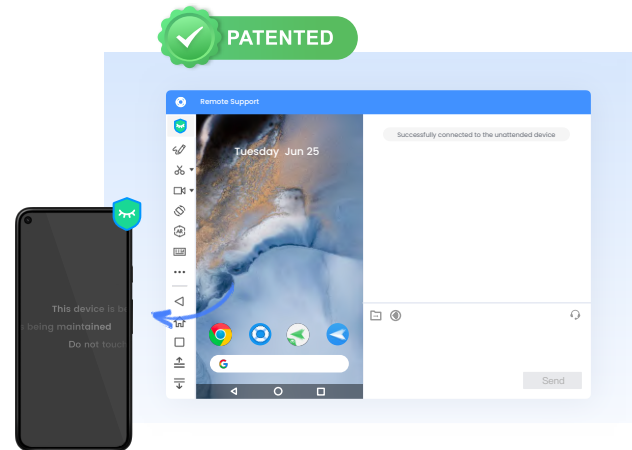 PATENTED
Remote Support
Successfully connected to the unattended device
Tuesday Jun 25
AR
This device is b
being maintained
Do not touch
G
Send